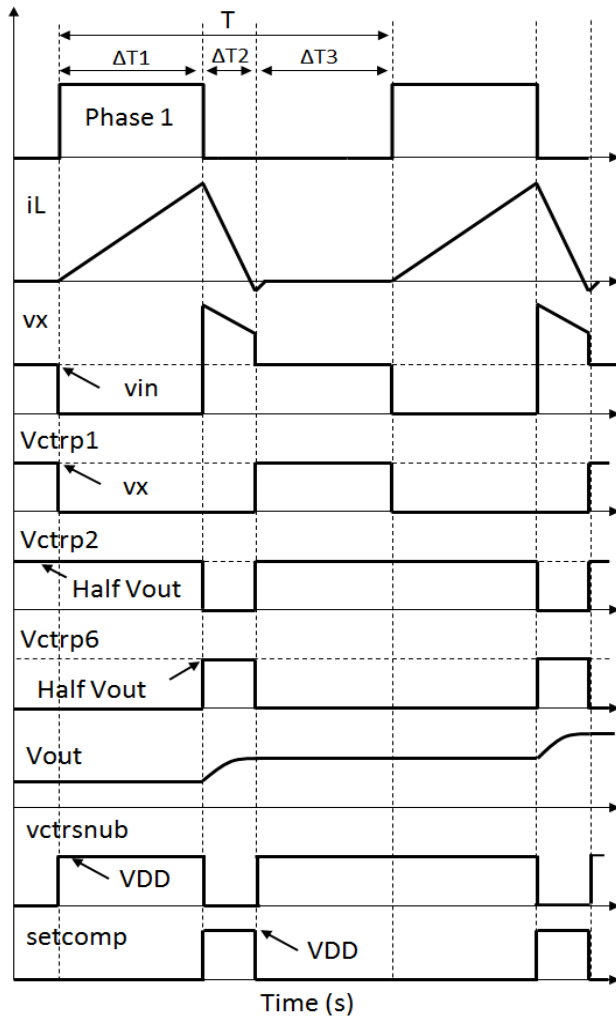 T
ΔT1 ΔT2 ΔT3
Phase 1
iL
vx
vin
Vctrp1
vx
Vctrp2
Half Vout
Vctrp6
Half Vout
Vout
vctrsnub
VDD
setcomp
VDD
Time (s)